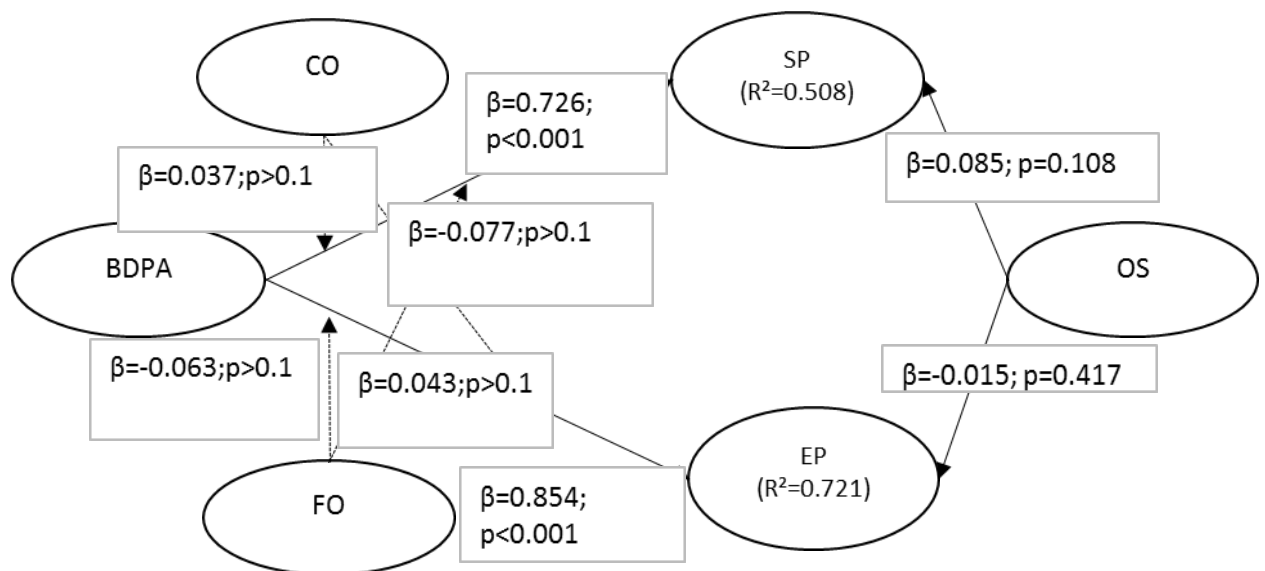 CO
SP
(R²=0.508)
β=0.726;
p<0.001
β=0.037;p>0.1
β=0.085; p=0.108
β=-0.077;p>0.1
BDPA
OS
β=-0.063;p>0.1
β=0.043;p>0.1
β=-0.015; p=0.417
EP
(R²=0.721)
FO
β=0.854;
p<0.001